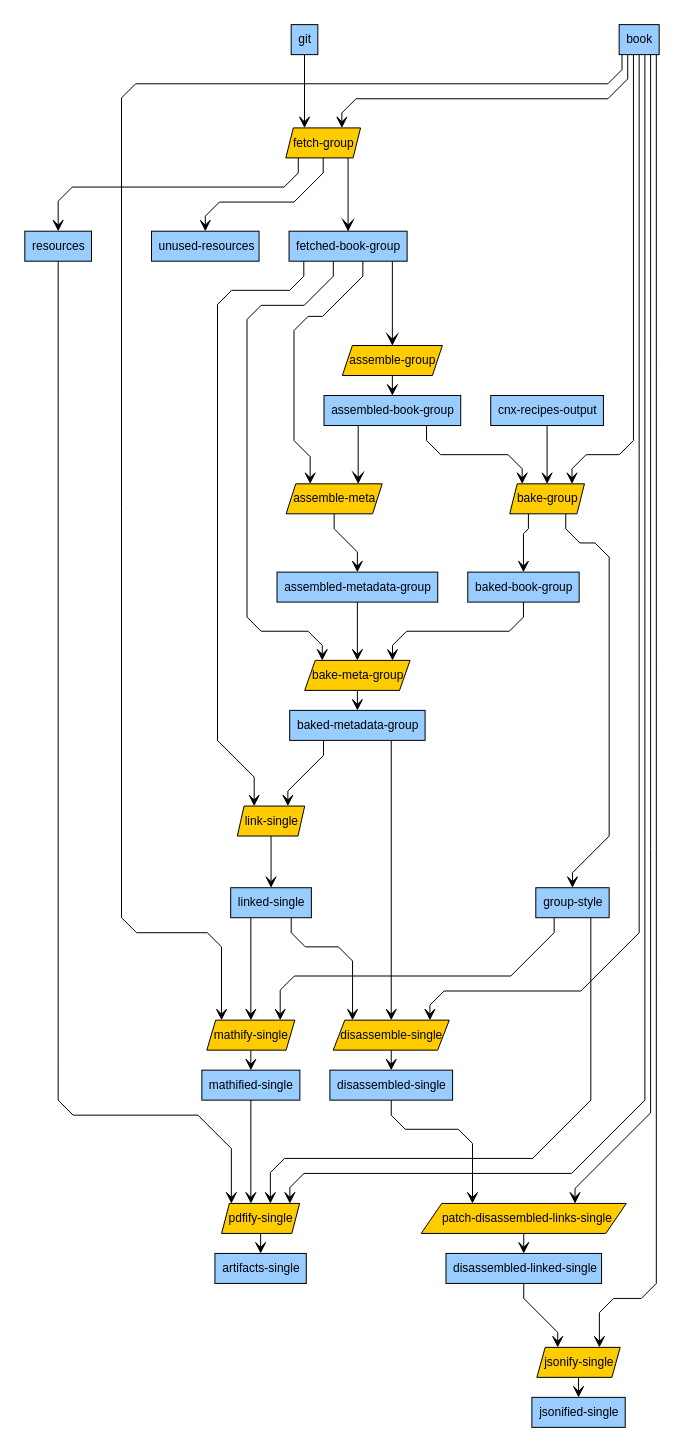 git
book
fetch-group
resources
unused-resources
fetched-book-group
assemble-group
assembled-book-group
cnx-recipes-output
assemble-meta
bake-group
assembled-metadata-group
baked-book-group
bake-meta-group
baked-metadata-group
link-single
linked-single
group-style
mathify-single
disassemble-single
mathified-single
disassembled-single
pdfify-single
patch-disassembled-links-single
artifacts-single
disassembled-linked-single
jsonify-single
jsonified-single